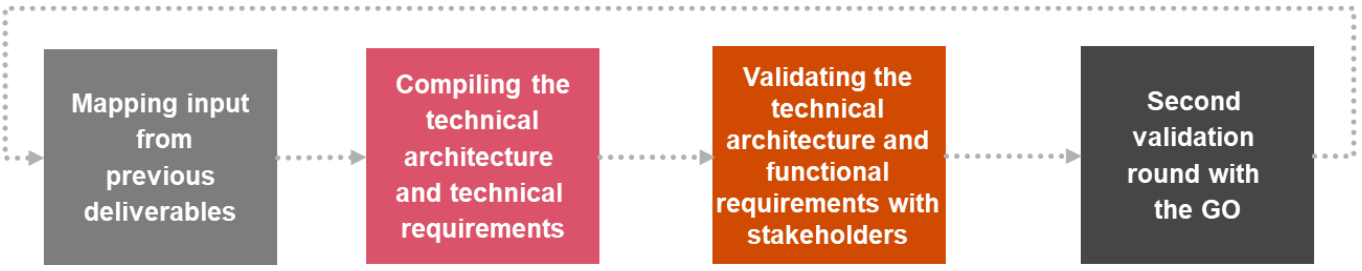 Mapping input
from
previous
deliverables
Compiling the
technical
architecture
and technical
requirements
Validating the
technical
architecture and
functional
requirements with
stakeholders
Second
validation
round with
the GO